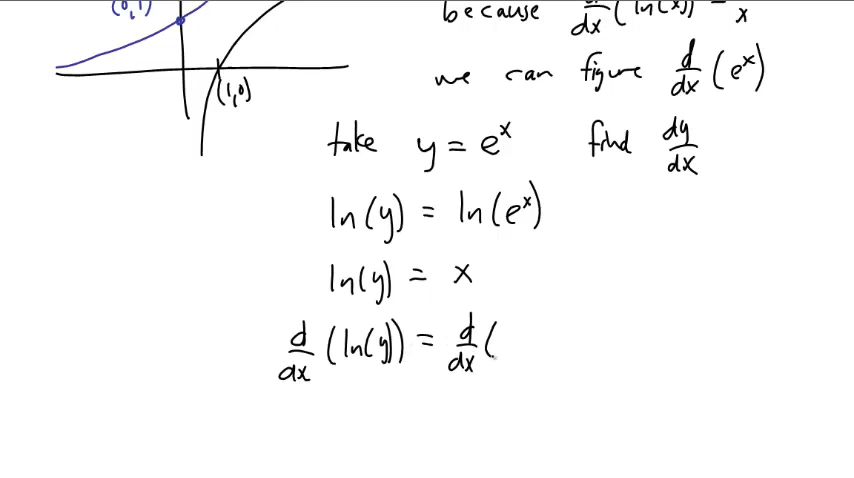 (0,1)
because d/dx (ln(x)) = 1/x
(1,0)
we can figure d/dx (e^x)
take y = e^x find dy/dx
ln(y) = ln(e^x)
ln(y) = x
d/dx (ln(y)) = d/dx (